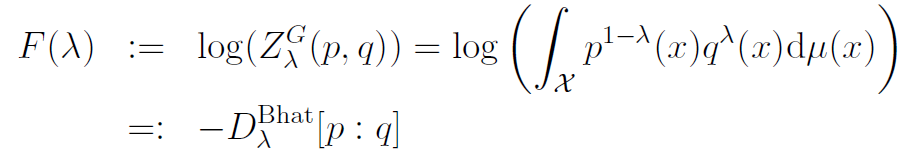 F(λ) := log(Z_λ^G(p, q)) = log (∫_𝒳 p^{1−λ}(x)q^λ(x)dμ(x))
=: −D_λ^{Bhat}[p : q]